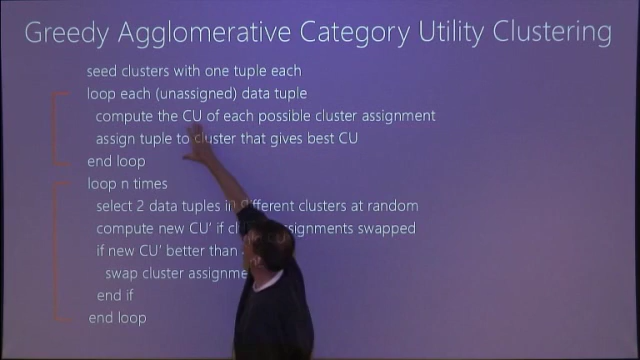 Greedy Agglomerative Category Utility Clustering
seed clusters with one tuple each
loop each (unassigned) data tuple
compute the CU of each possible cluster assignment
assign tuple to cluster that gives best CU
end loop
loop n times
select 2 data tuples in different clusters at random
compute new CU' if assignments swapped
if new CU' better than
swap cluster
end if
end loop